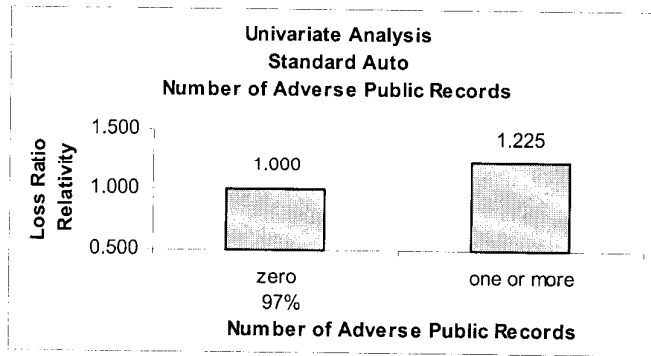 Univariate Analysis
Standard Auto
Number of Adverse Public Records
Loss Ratio
Relativity
1.500
1.000
0.500
1.000
1.225
zero
97%
one or more
Number of Adverse Public Records